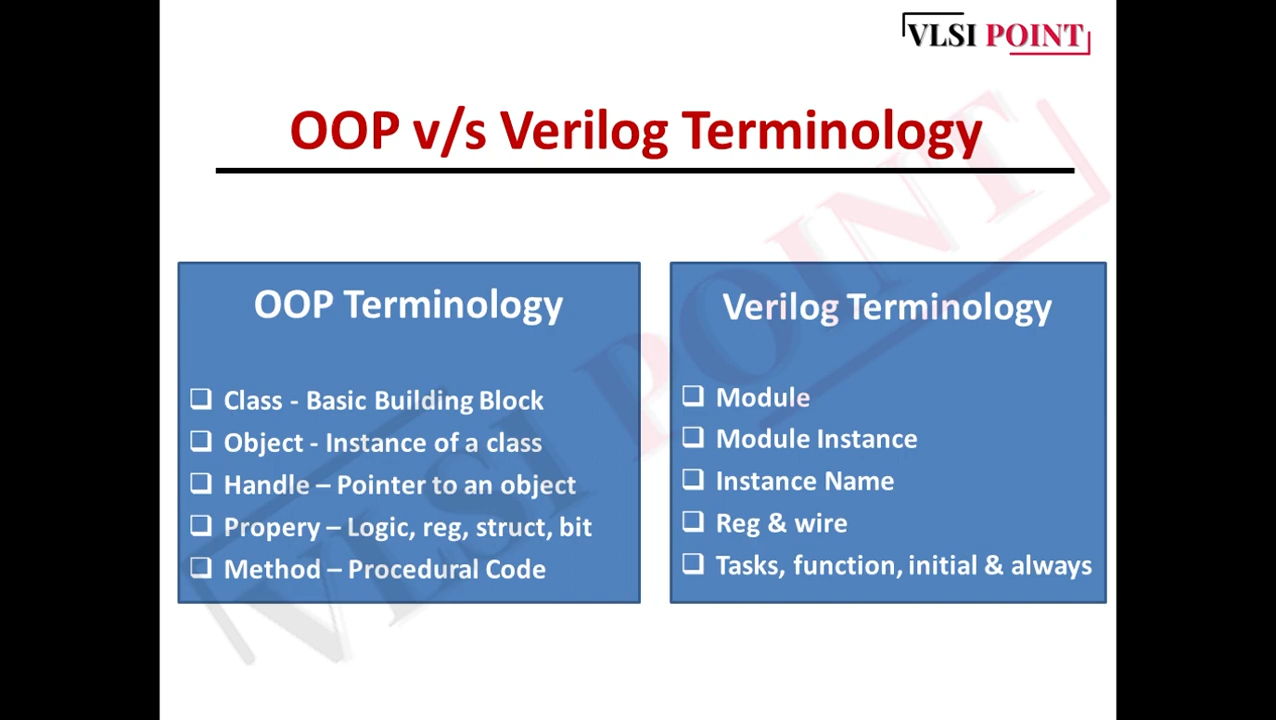 VLSI POINT
OOP v/s Verilog Terminology
OOP Terminology
❑ Class - Basic Building Block
❑ Object - Instance of a class
❑ Handle – Pointer to an object
❑ Propery – Logic, reg, struct, bit
❑ Method – Procedural Code
Verilog Terminology
❑ Module
❑ Module Instance
❑ Instance Name
❑ Reg & wire
❑ Tasks, function, initial & always
VLSI POINT